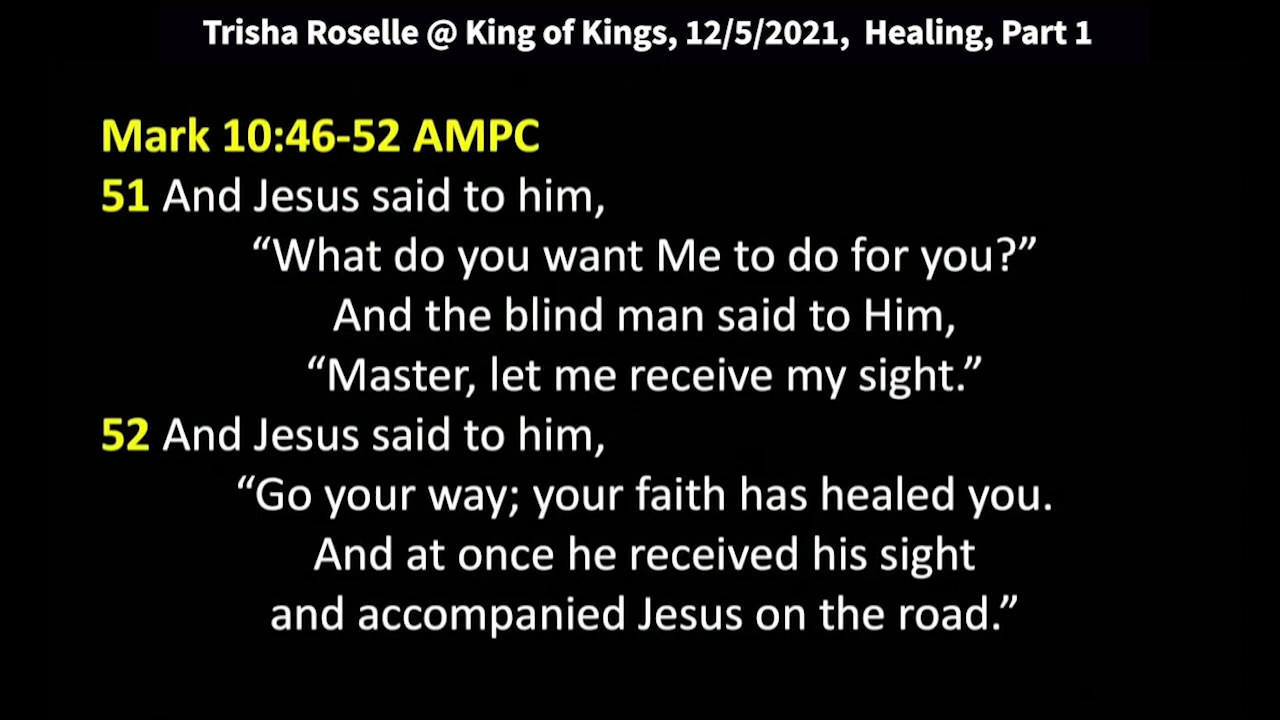 Trisha Roselle @ King of Kings, 12/5/2021, Healing, Part 1
Mark 10:46-52 AMPC
51 And Jesus said to him,
“What do you want Me to do for you?”
And the blind man said to Him,
“Master, let me receive my sight.”
52 And Jesus said to him,
“Go your way; your faith has healed you.
And at once he received his sight
and accompanied Jesus on the road.”